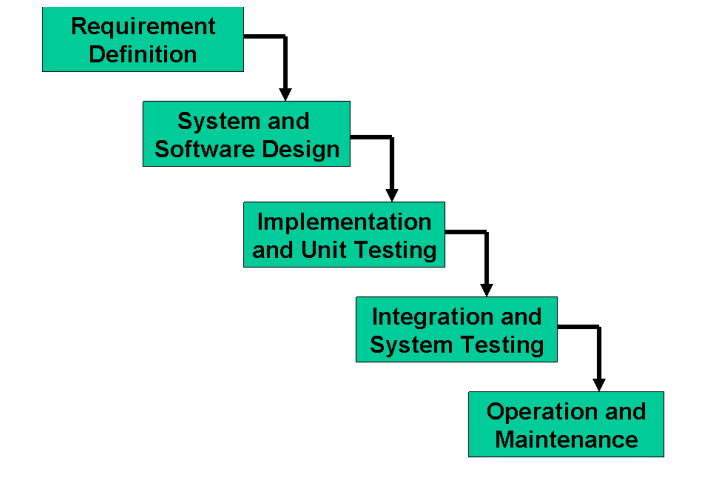 Requirement
Definition
System and
Software Design
Implementation
and Unit Testing
Integration and
System Testing
Operation and
Maintenance